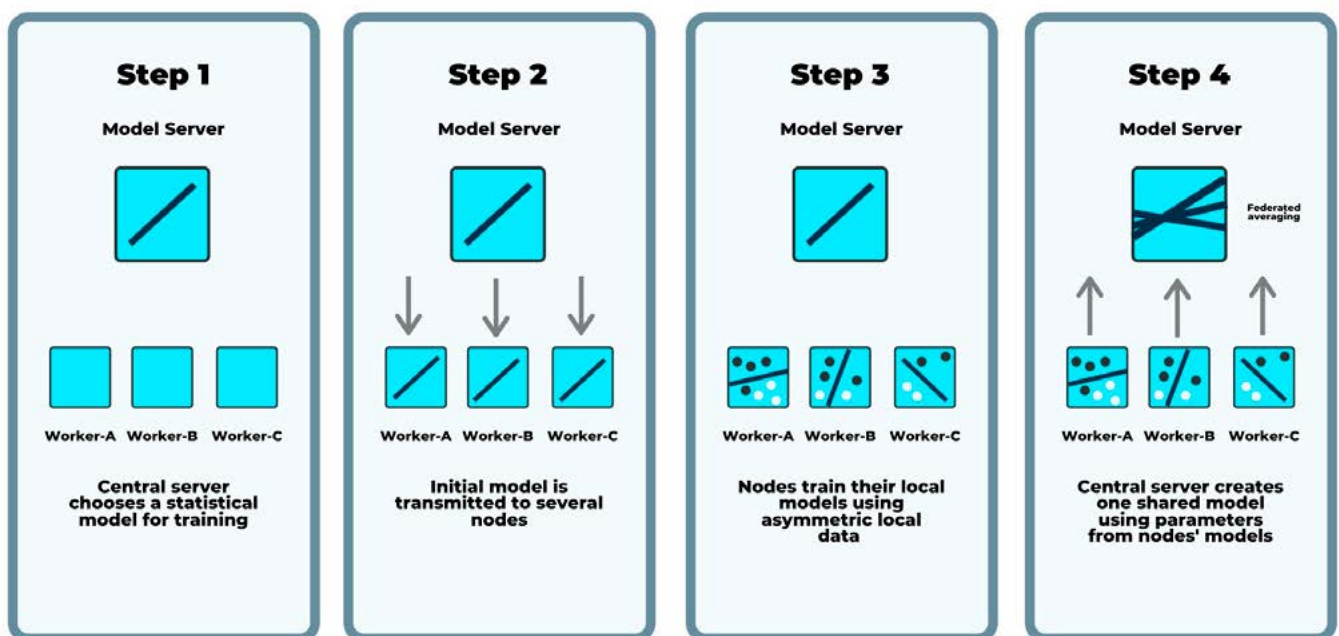 Step 1
Model Server
Worker-A Worker-B Worker-C
Central server
chooses a statistical
model for training
Step 2
Model Server
Worker-A Worker-B Worker-C
Initial model is
transmitted to several
nodes
Step 3
Model Server
Worker-A Worker-B Worker-C
Nodes train their local
models using
asymmetric local
data
Step 4
Model Server
Federated
averaging
Worker-A Worker-B Worker-C
Central server creates
one shared model
using parameters
from nodes' models